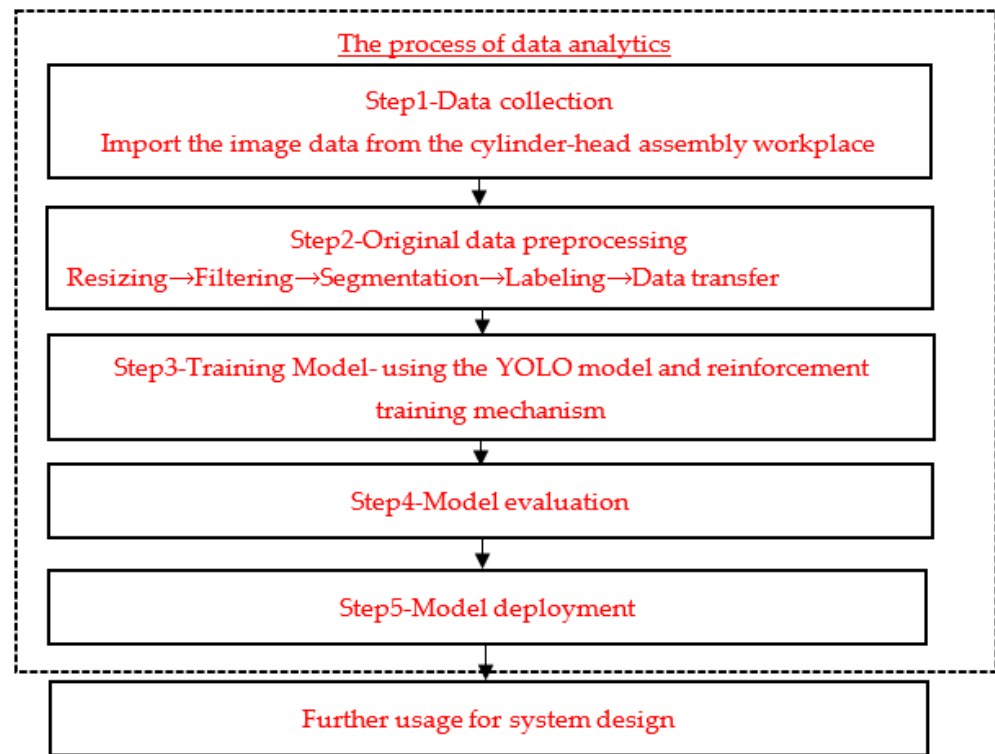 The process of data analytics
Step1-Data collection
Import the image data from the cylinder-head assembly workplace
Step2-Original data preprocessing
Resizing→Filtering→Segmentation→Labeling→Data transfer
Step3-Training Model- using the YOLO model and reinforcement
training mechanism
Step4-Model evaluation
Step5-Model deployment
Further usage for system design